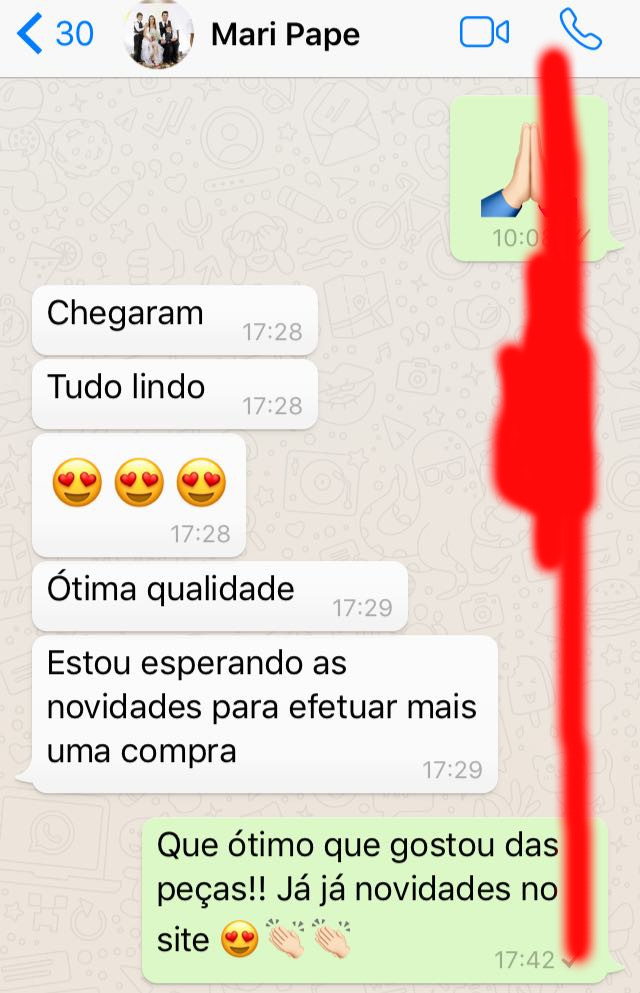 30 Mari Pape
🙏🏻
10:0
Chegaram
17:28
Tudo lindo
17:28
😍😍😍
17:28
Ótima qualidade
17:29
Estou esperando as
novidades para efetuar mais
uma compra
17:29
Que ótimo que gostou das
peças!! Já já novidades no
site 😍👏🏻👏🏻
17:42